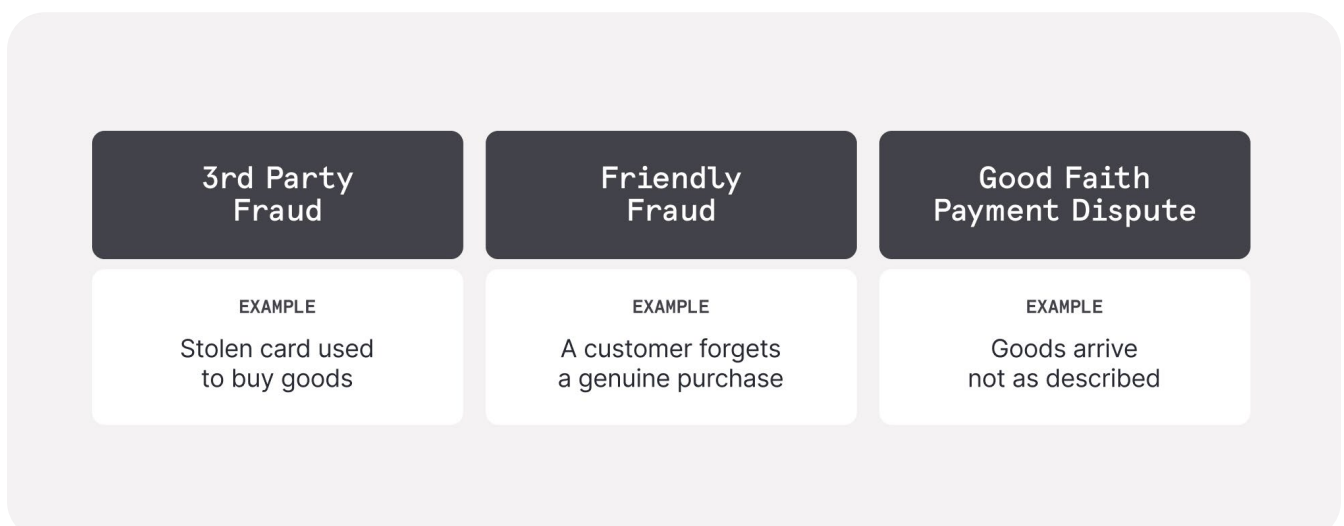 3rd Party
Fraud
EXAMPLE
Stolen card used
to buy goods
Friendly
Fraud
EXAMPLE
A customer forgets
a genuine purchase
Good Faith
Payment Dispute
EXAMPLE
Goods arrive
not as described